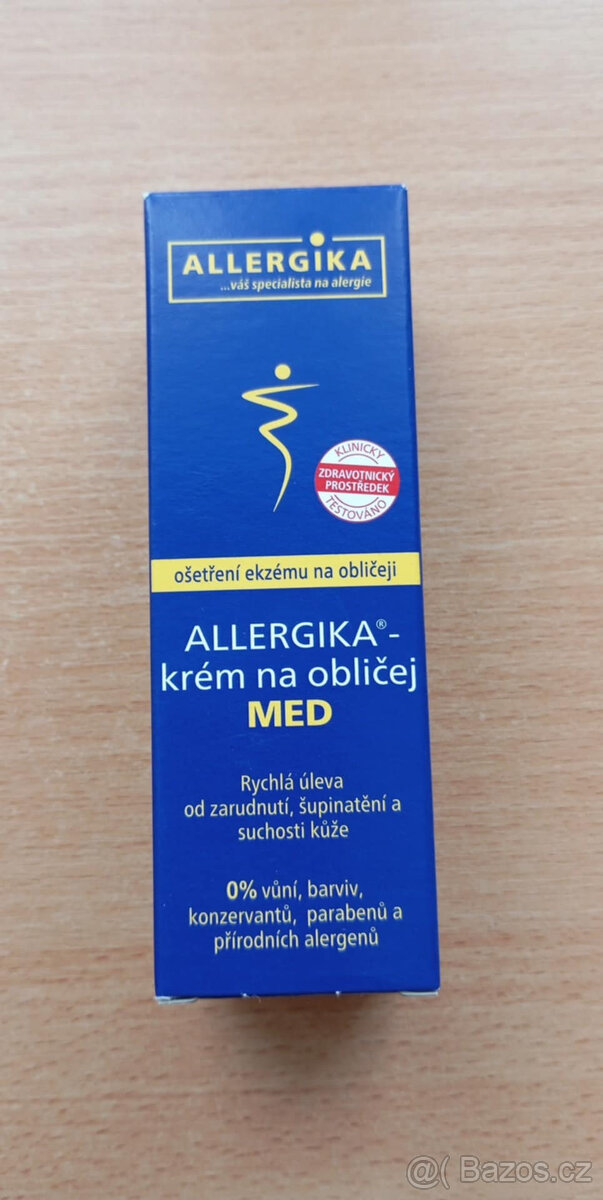 ALLERGIKA
...váš specialista na alergie
KLINICKY
ZDRAVOTNICKÝ
PROSTŘEDEK
TESTOVÁNO
ošetření ekzému na obličeji
ALLERGIKA®-
krém na obličej
MED
Rychlá úleva
od zarudnutí, šupinatění a
suchosti kůže
0% vůní, barviv,
konzervantů, parabenů a
přírodních alergenů
@ Bazos.cz